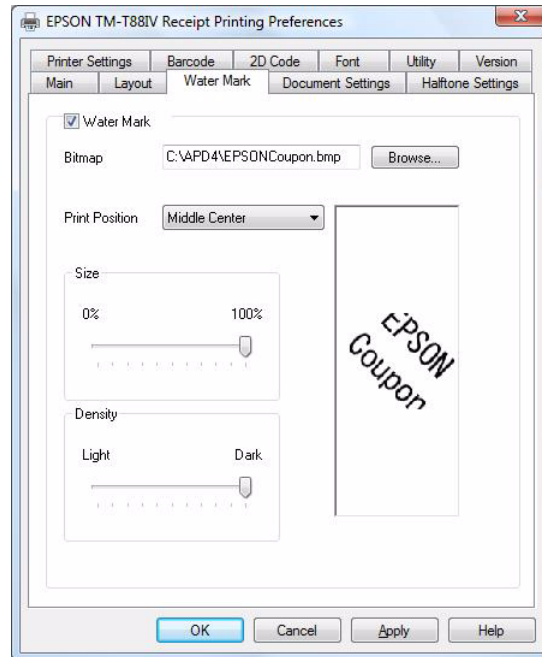 EPSON TM-T88IV Receipt Printing Preferences
Printer Settings Barcode 2D Code Font Utility Version
Main Layout Water Mark Document Settings Halftone Settings
Water Mark
Bitmap C:\APD4\EPSONCoupon.bmp Browse...
Print Position Middle Center
Size
0% 100%
EPSON
Coupon
Density
Light Dark
OK Cancel Apply Help